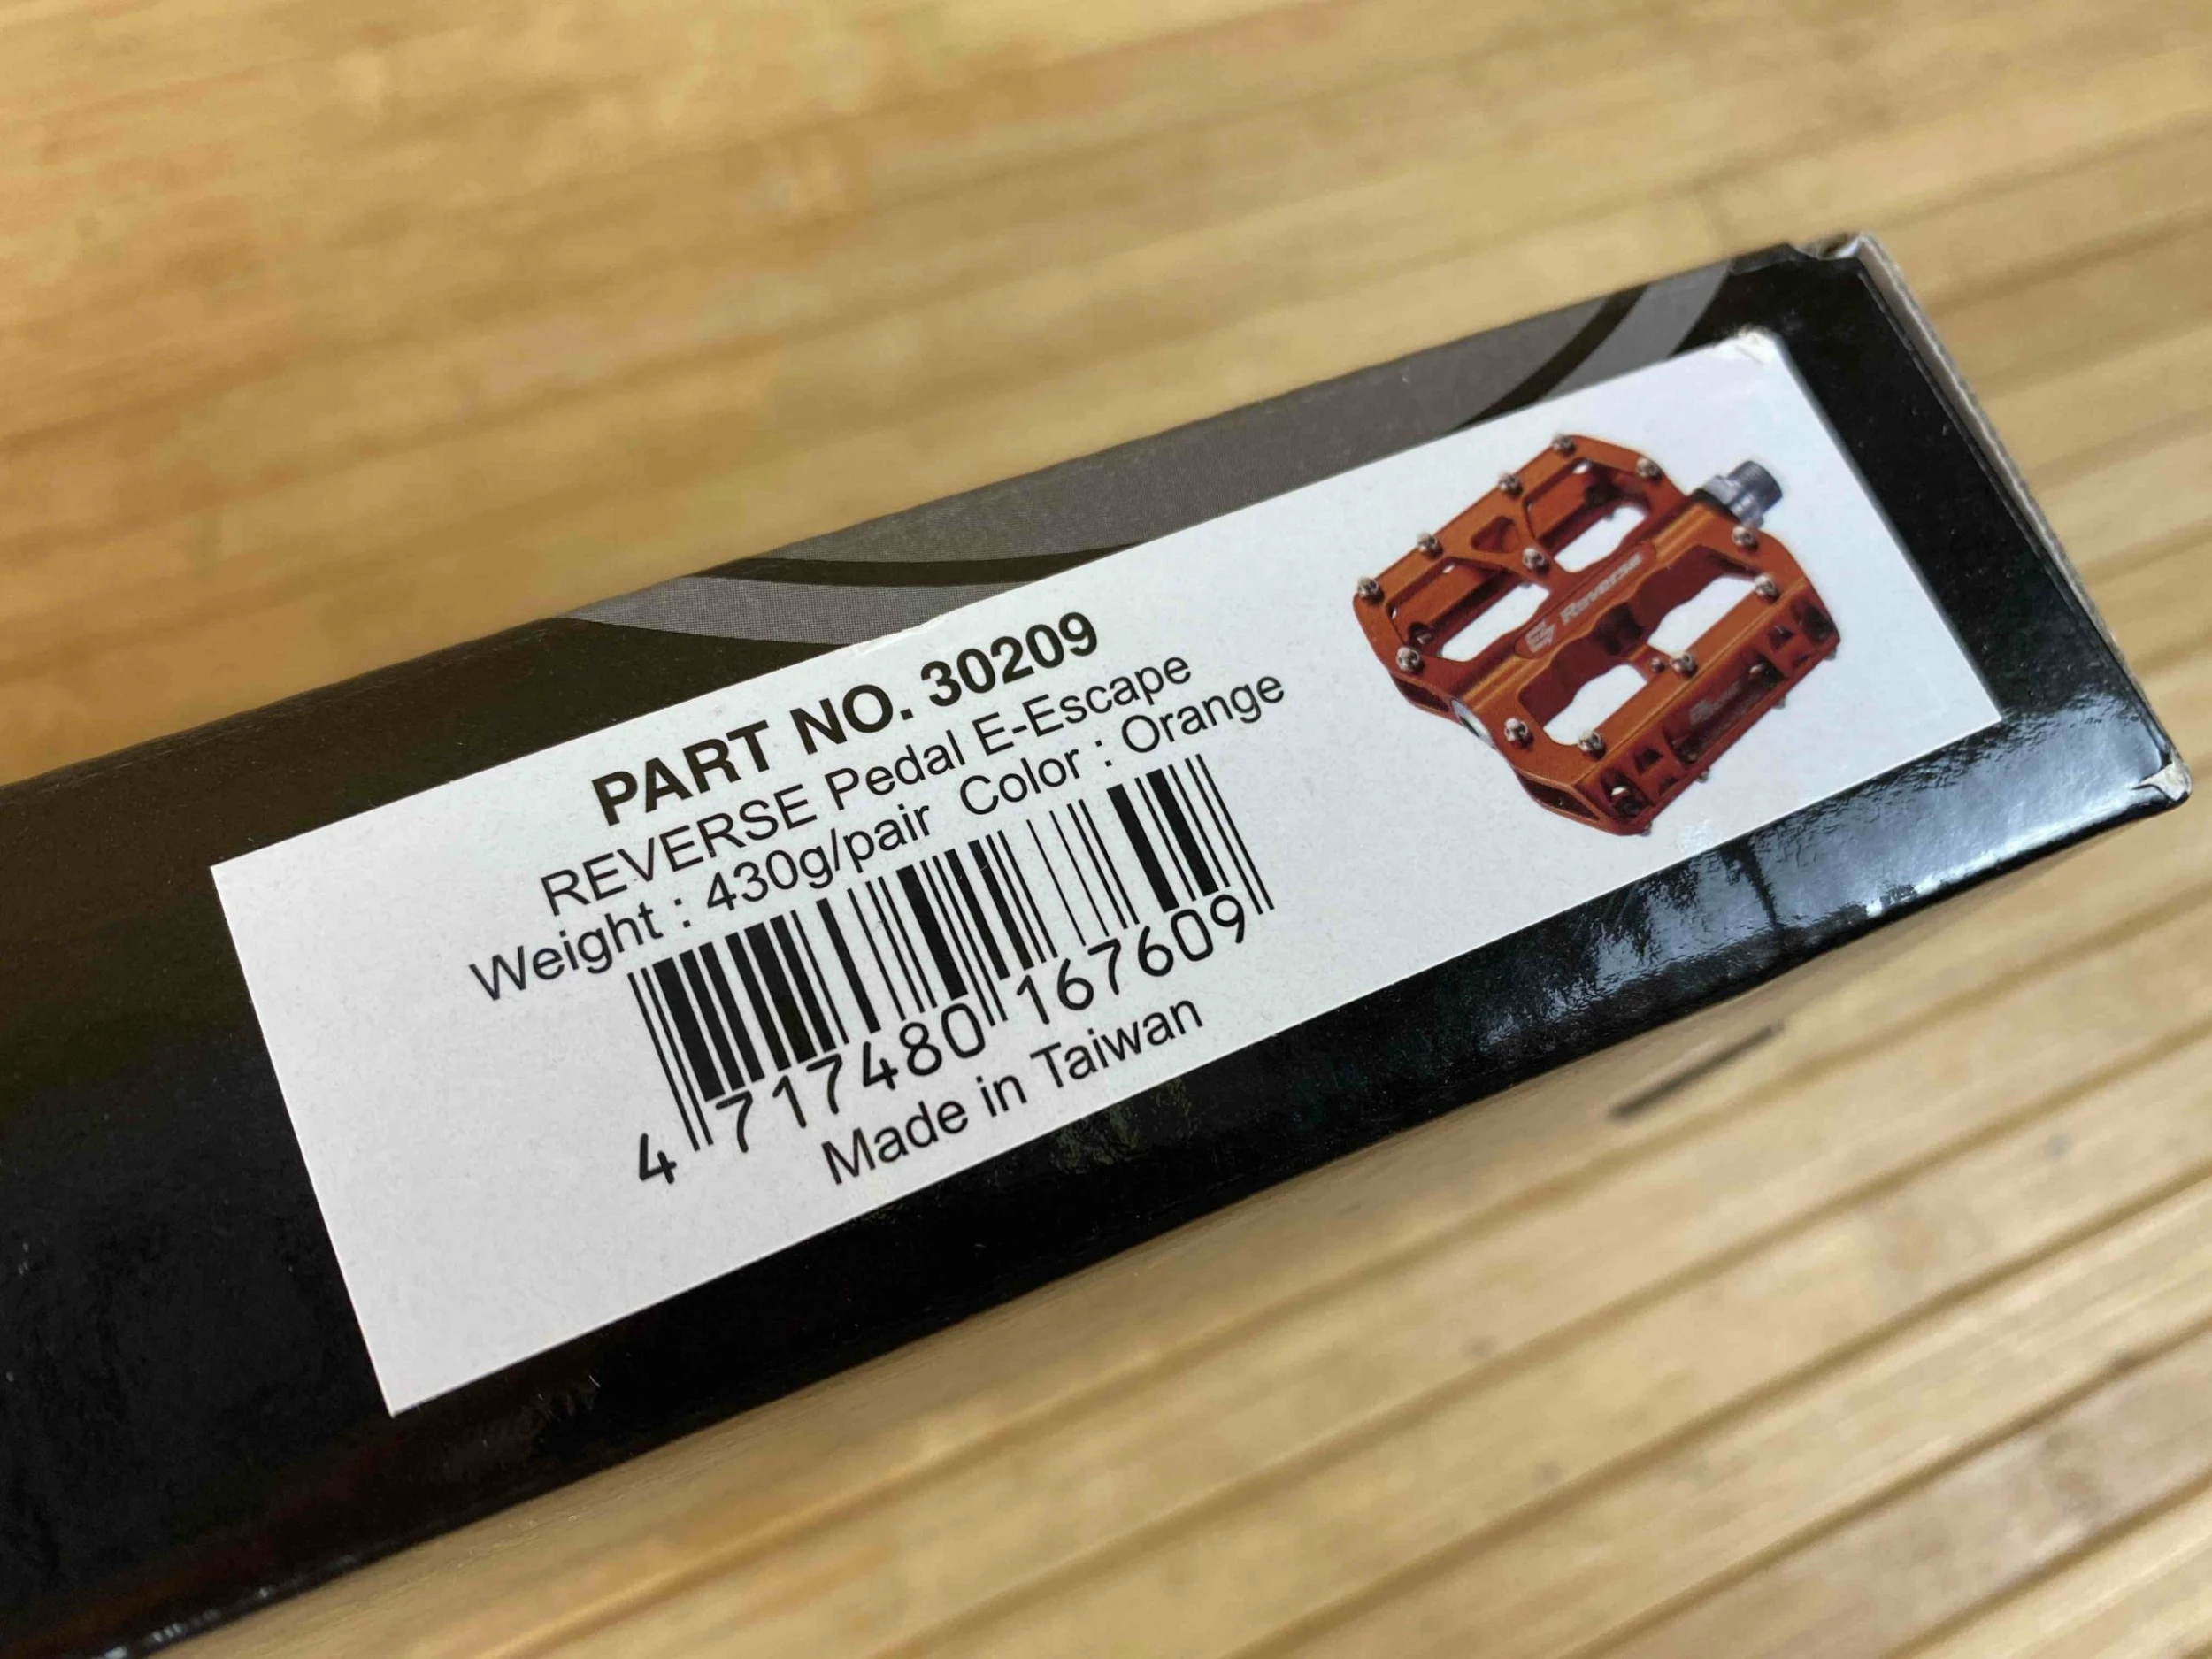 PART NO. 30209
REVERSE Pedal E-Escape
Weight : 430g/pair Color : Orange
4 717480 167609
Made in Taiwan
Reverse